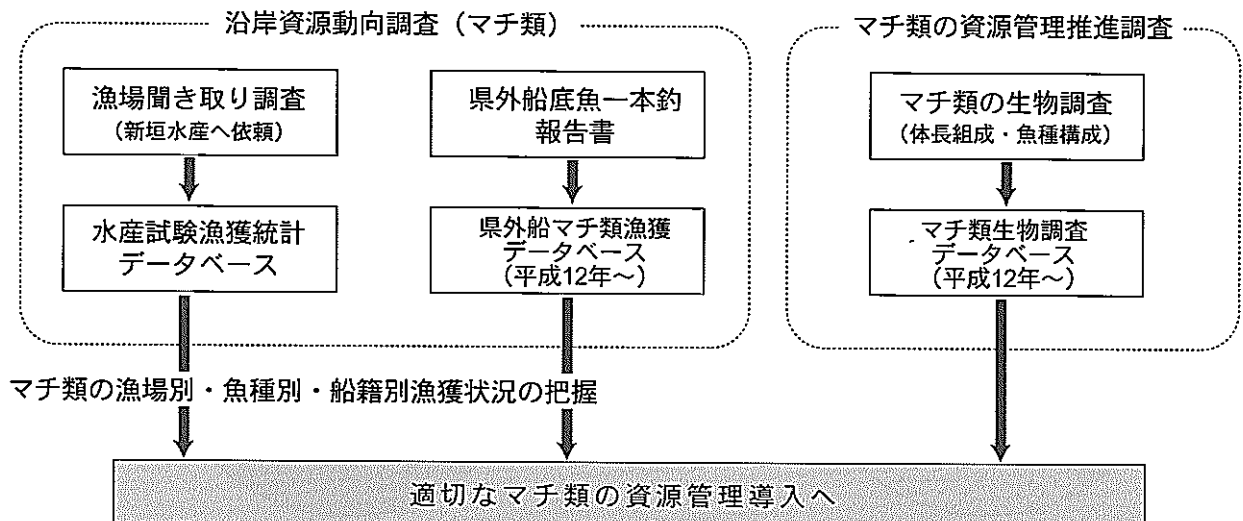 沿岸資源動向調査（マチ類）
漁場聞き取り調査
（新垣水産へ依頼）
水産試験漁獲統計
データベース
県外船底魚一本釣
報告書
県外船マチ類漁獲
データベース
（平成12年～）
マチ類の資源管理推進調査
マチ類の生物調査
（体長組成・魚種構成）
マチ類生物調査
データベース
（平成12年～）
マチ類の漁場別・魚種別・船籍別漁獲状況の把握
適切なマチ類の資源管理導入へ